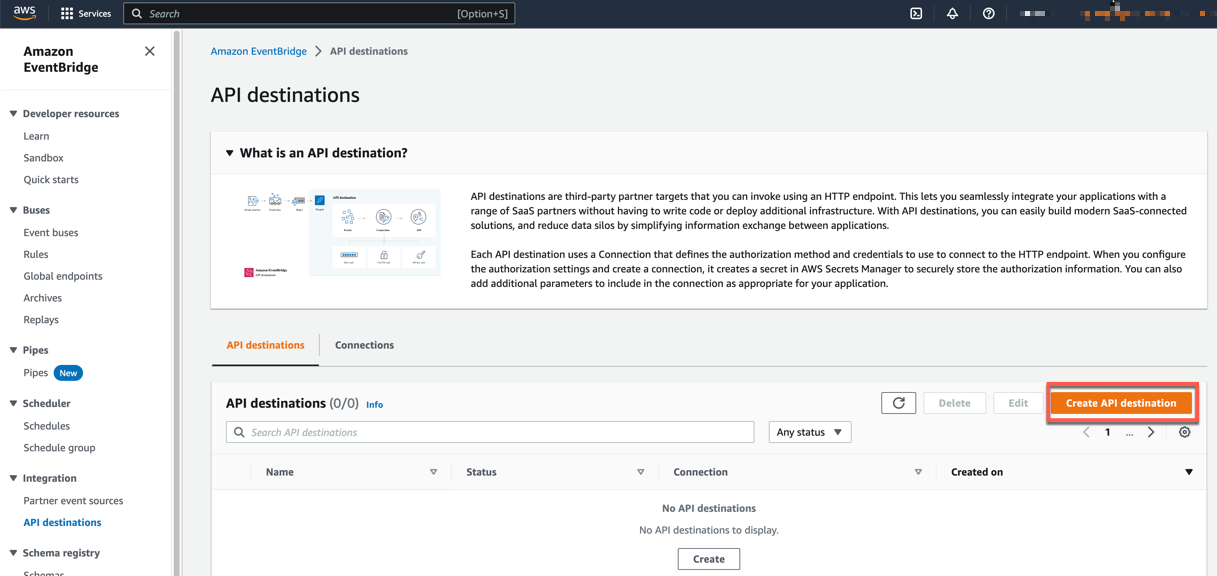 aws
Services
Search
[Option+S]
Amazon
EventBridge
Developer resources
Learn
Sandbox
Quick starts
Buses
Event buses
Rules
Global endpoints
Archives
Replays
Pipes
Pipes New
Scheduler
Schedules
Schedule group
Integration
Partner event sources
API destinations
Schema registry
Schemas
Amazon EventBridge > API destinations
API destinations
What is an API destination?
API destination
Amazon EventBridge
API destinations are third-party partner targets that you can invoke using an HTTP endpoint. This lets you seamlessly integrate your applications with a
range of SaaS partners without having to write code or deploy additional infrastructure. With API destinations, you can easily build modern SaaS-connected
solutions, and reduce data silos by simplifying information exchange between applications.
Each API destination uses a Connection that defines the authorization method and credentials to use to connect to the HTTP endpoint. When you configure
the authorization settings and create a connection, it creates a secret in AWS Secrets Manager to securely store the authorization information. You can also
add additional parameters to include in the connection as appropriate for your application.
API destinations
Connections
API destinations (0/0) Info
Delete
Edit
Create API destination
Search API destinations
Any status
1 ...
Name
Status
Connection
Created on
No API destinations
No API destinations to display.
Create